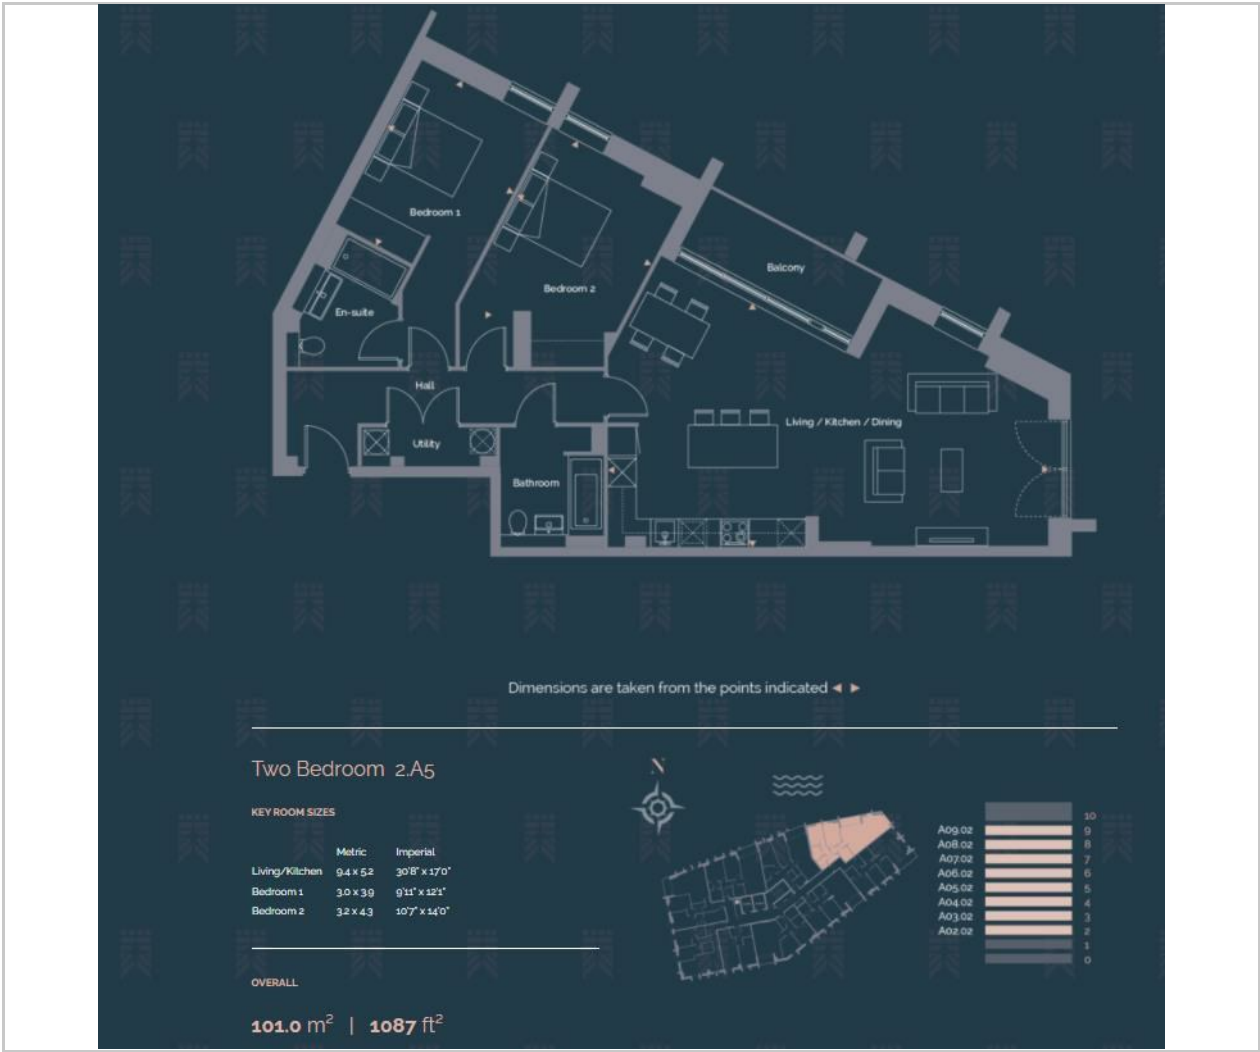 Bedroom 1
Balcony
Bedroom 2
En-suite
Hall
Living / Kitchen / Dining
Utility
Bathroom
Dimensions are taken from the points indicated
Two Bedroom 2.A5
KEY ROOM SIZES
Metric Imperial
Living/Kitchen 9.4 x 5.2 30'8" x 17'0"
Bedroom 1 3.0 x 3.9 9'11" x 12'1"
Bedroom 2 3.2 x 4.3 10'7" x 14'0"
OVERALL
101.0 m² | 1087 ft²
N
10
A09.02 9
A08.02 8
A07.02 7
A06.02 6
A05.02 5
A04.02 4
A03.02 3
A02.02 2
1
0